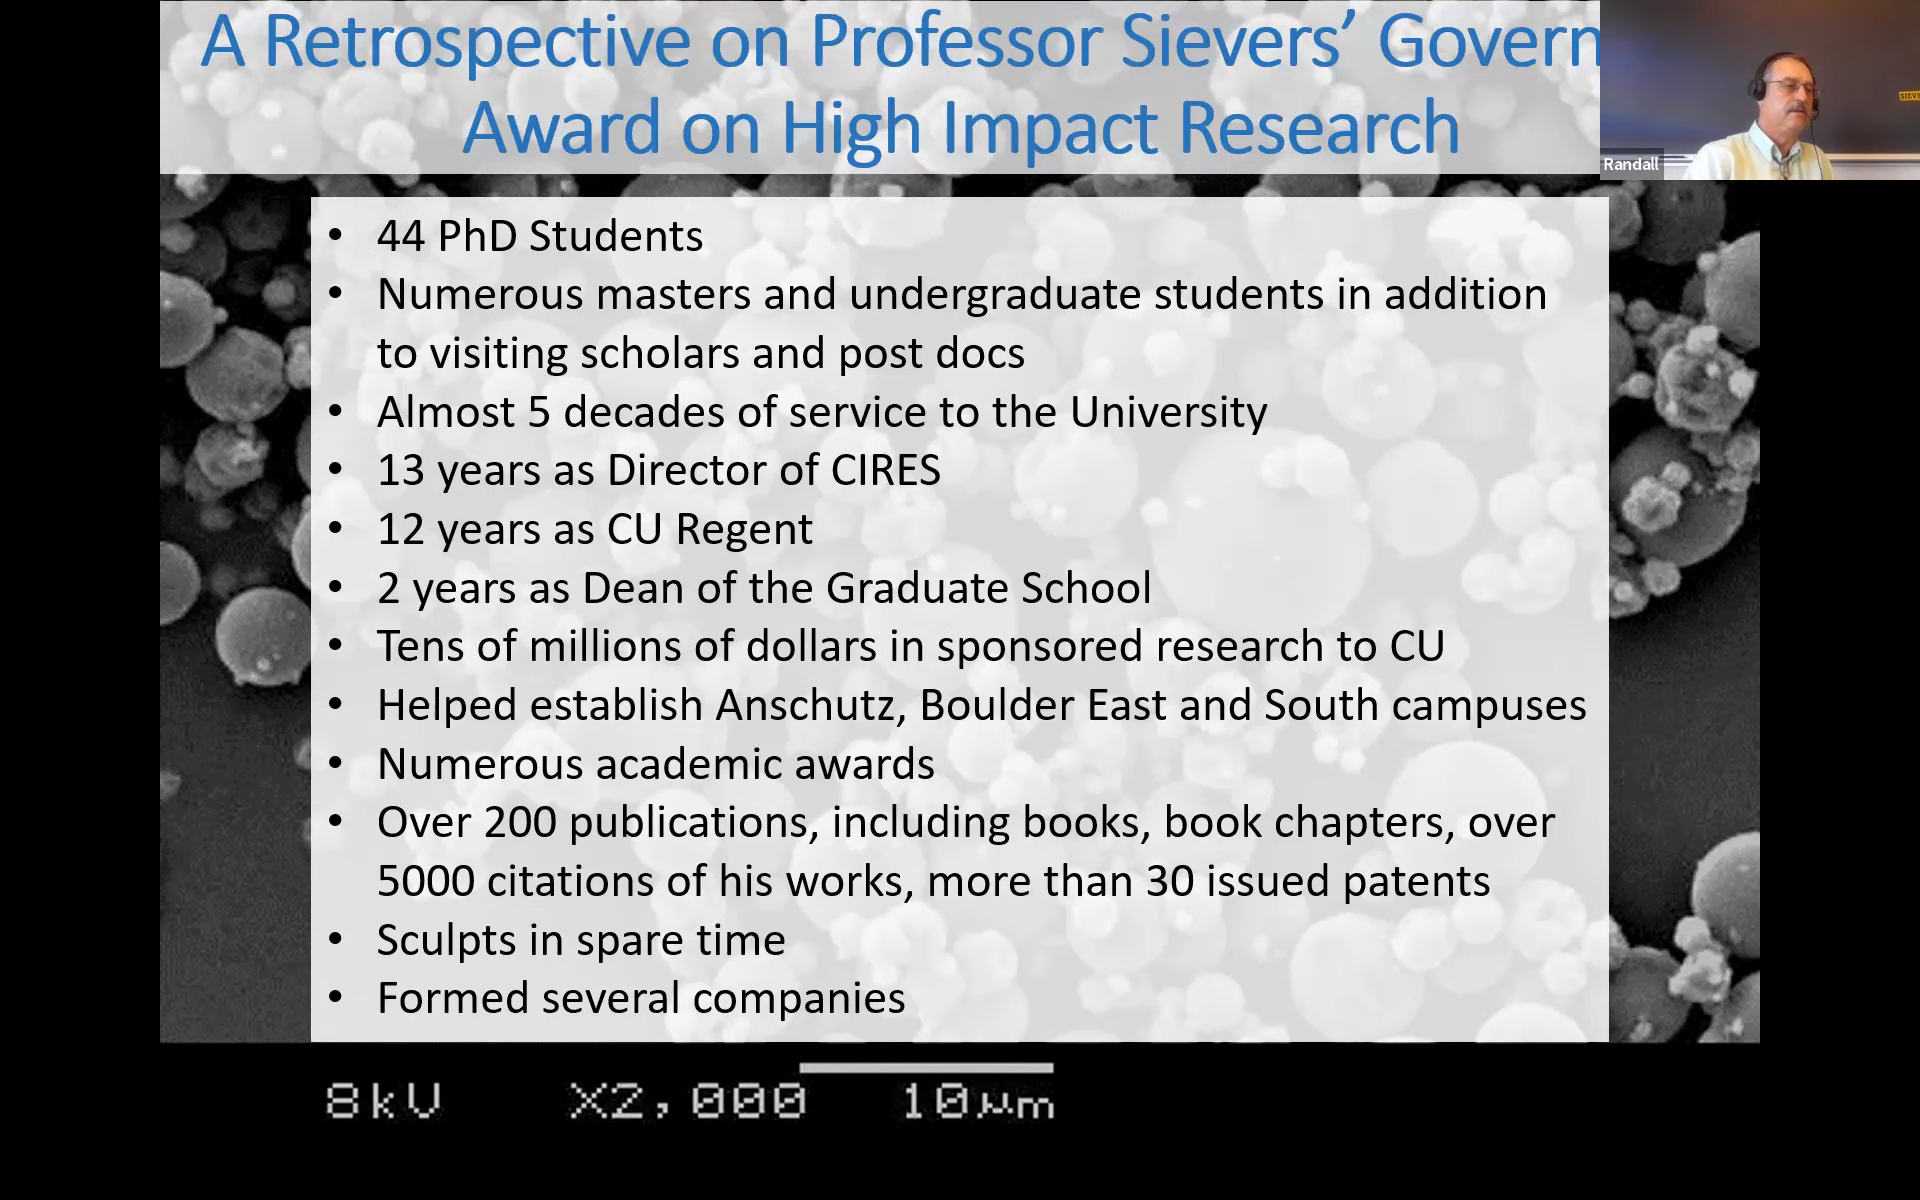 A Retrospective on Professor Sievers’ Govern
Award on High Impact Research
Randall
• 44 PhD Students
• Numerous masters and undergraduate students in addition
to visiting scholars and post docs
• Almost 5 decades of service to the University
• 13 years as Director of CIRES
• 12 years as CU Regent
• 2 years as Dean of the Graduate School
• Tens of millions of dollars in sponsored research to CU
• Helped establish Anschutz, Boulder East and South campuses
• Numerous academic awards
• Over 200 publications, including books, book chapters, over
5000 citations of his works, more than 30 issued patents
• Sculpts in spare time
• Formed several companies
8kV X2,000 10µm